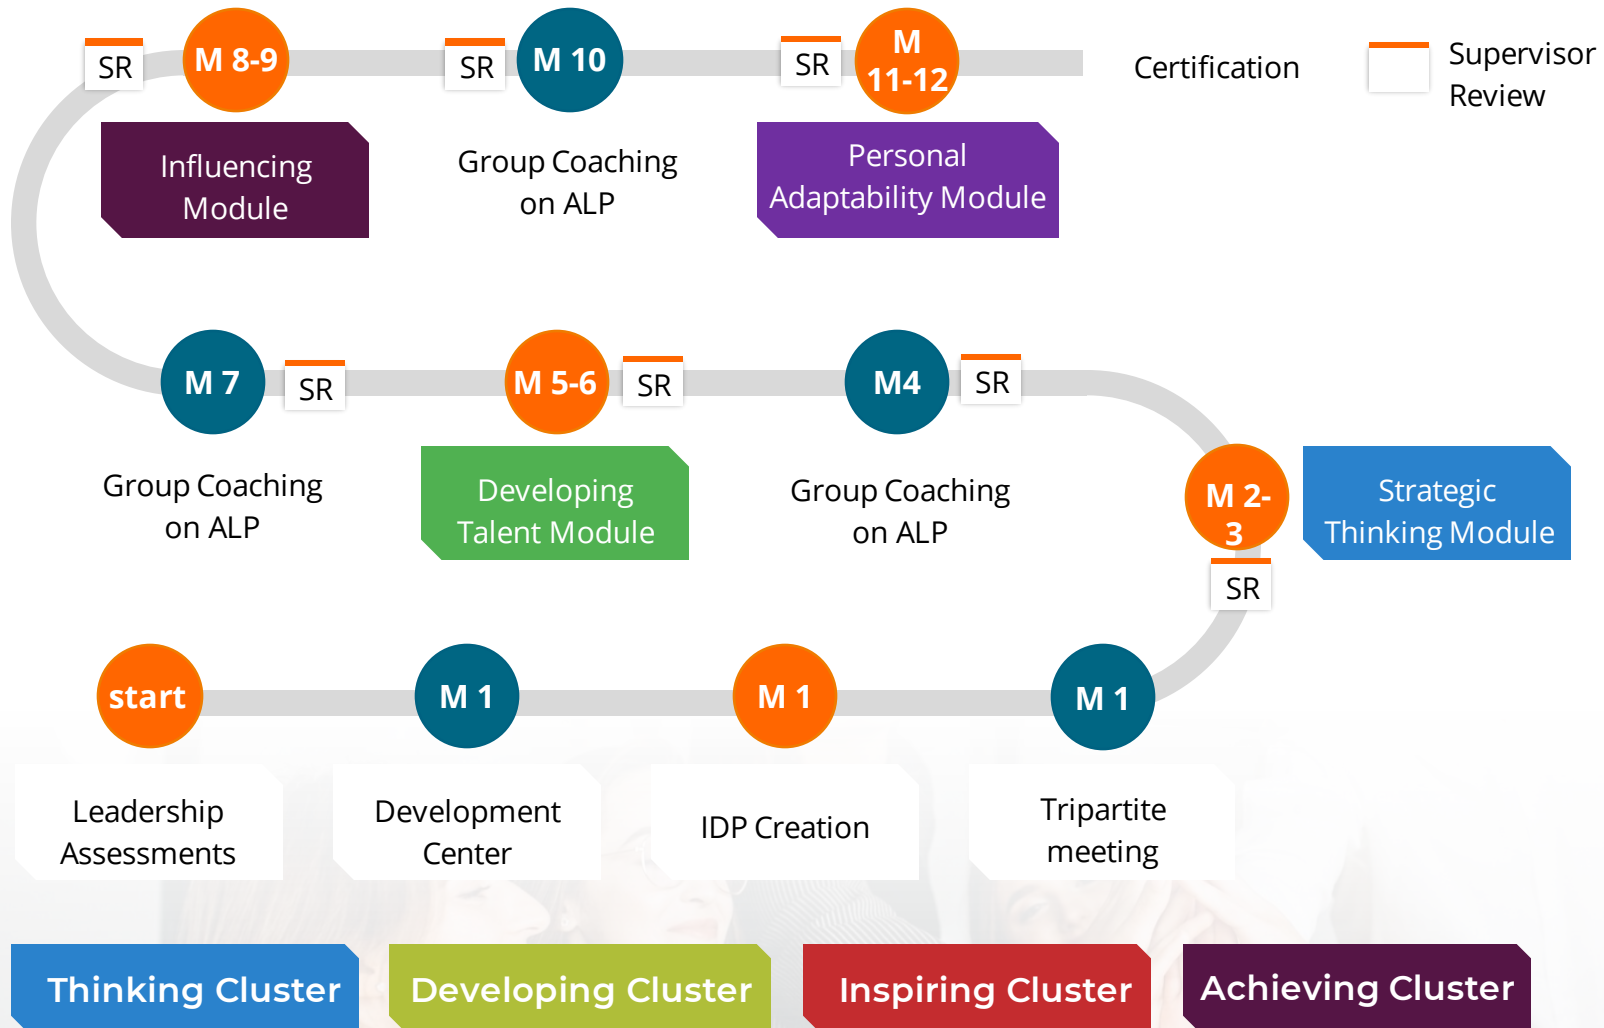 SR
M 8-9
SR
M 10
SR
M
11-12
Certification
Supervisor
Review
Influencing
Module
Group Coaching
on ALP
Personal
Adaptability Module
M 7
SR
M 5-6
SR
M4
SR
Group Coaching
on ALP
Developing
Talent Module
Group Coaching
on ALP
M 2-
3
Strategic
Thinking Module
SR
start
M 1
M 1
M 1
Leadership
Assessments
Development
Center
IDP Creation
Tripartite
meeting
Thinking Cluster
Developing Cluster
Inspiring Cluster
Achieving Cluster